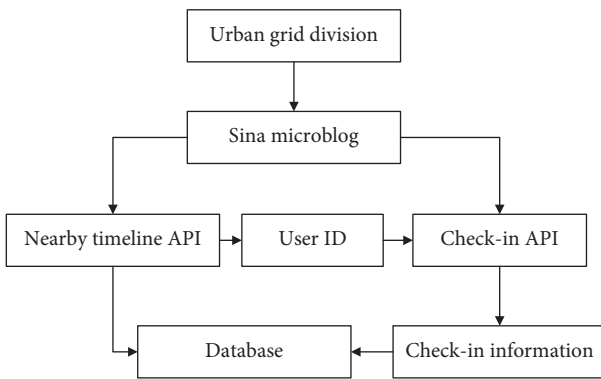 Urban grid division
Sina microblog
Nearby timeline API
User ID
Check-in API
Database
Check-in information